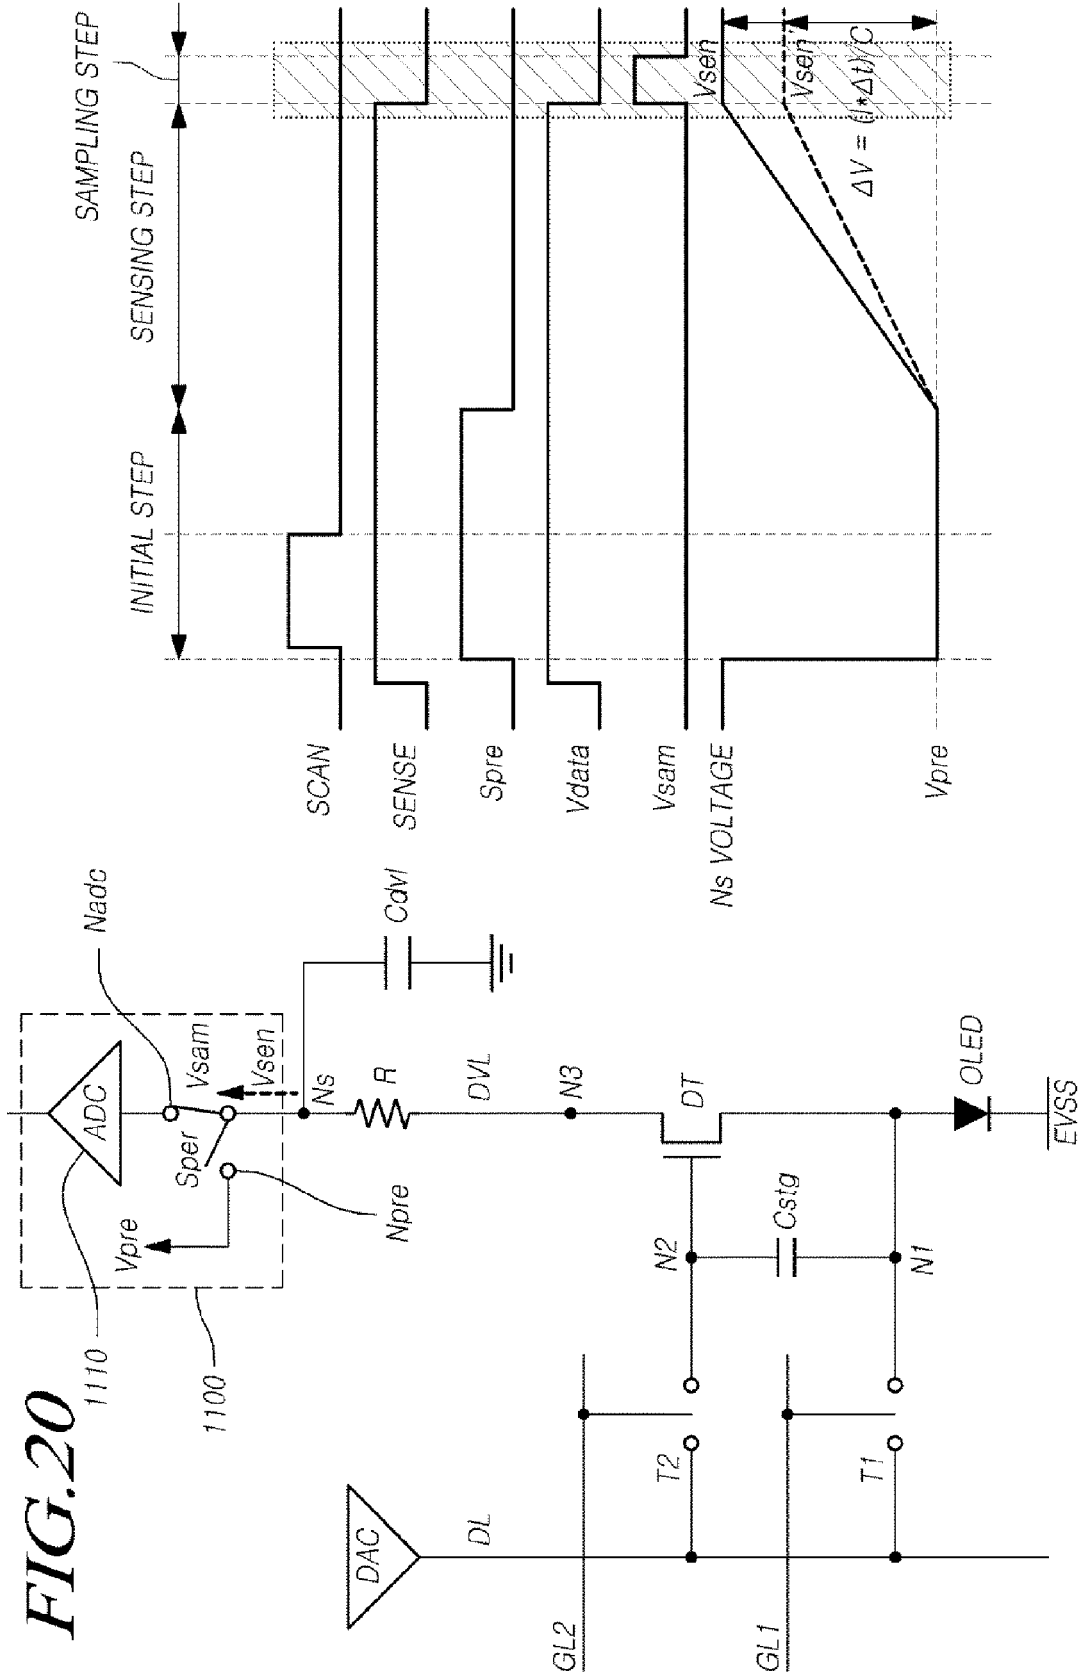 FIG.20
1110
1100
Vpre
ADC
Nadc
Vsam
Sper
Vsen
Npre
Ns
R
Cdvl
DVL
N3
DAC
DL
GL2
T2
N2
DT
Cstg
GL1
T1
N1
OLED
EVSS
INITIAL STEP
SENSING STEP
SAMPLING STEP
SCAN
SENSE
Spre
Vdata
Vsam
Ns VOLTAGE
Vpre
Vsen
Vsen'
ΔV = (I*Δt)/C